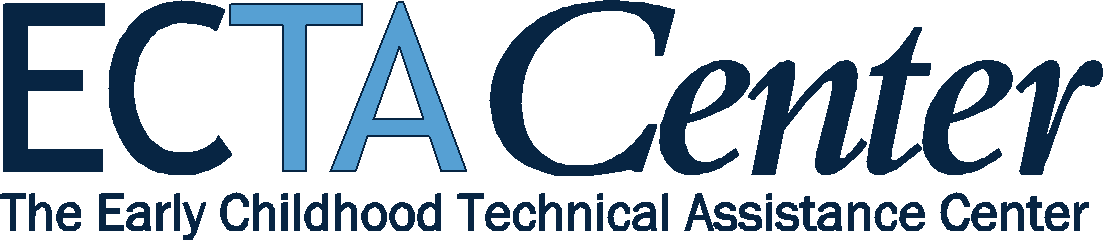 ECTA Center
The Early Childhood Technical Assistance Center